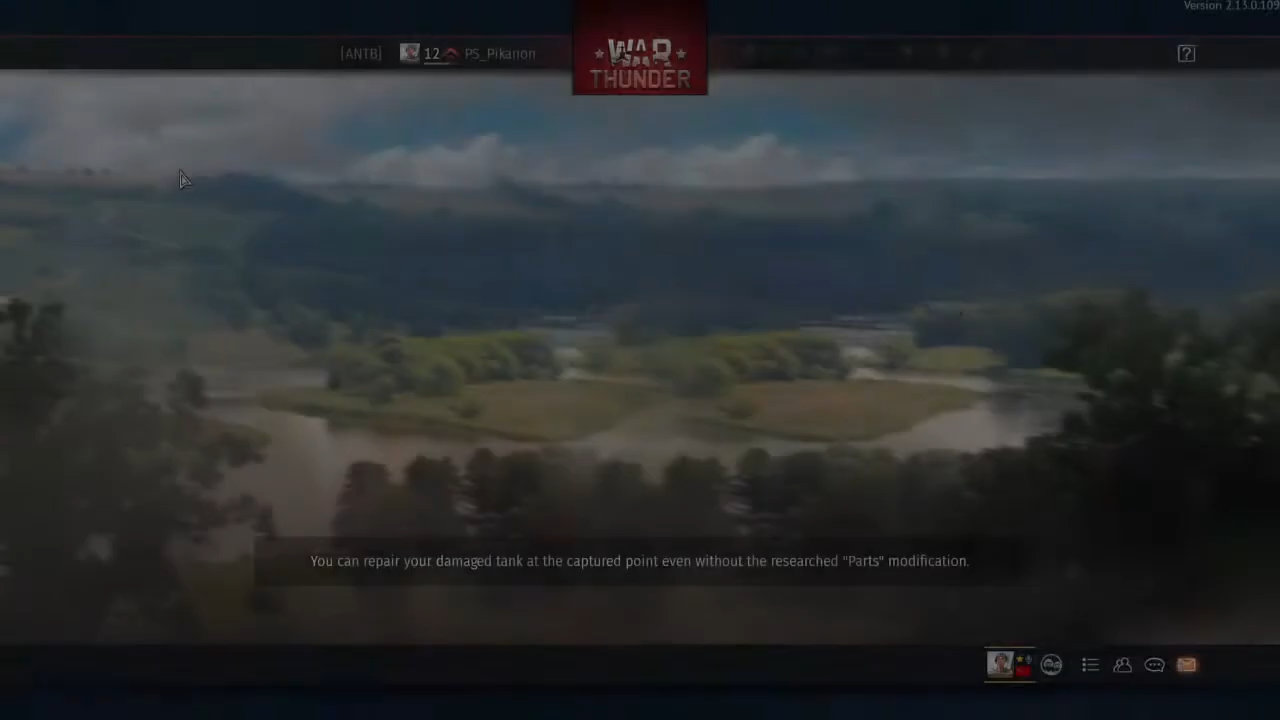 Version 2.13.0.109
[ANTB] 12 PS_Pikanon
WAR
THUNDER
You can repair your damaged tank at the captured point even without the researched "Parts" modification.